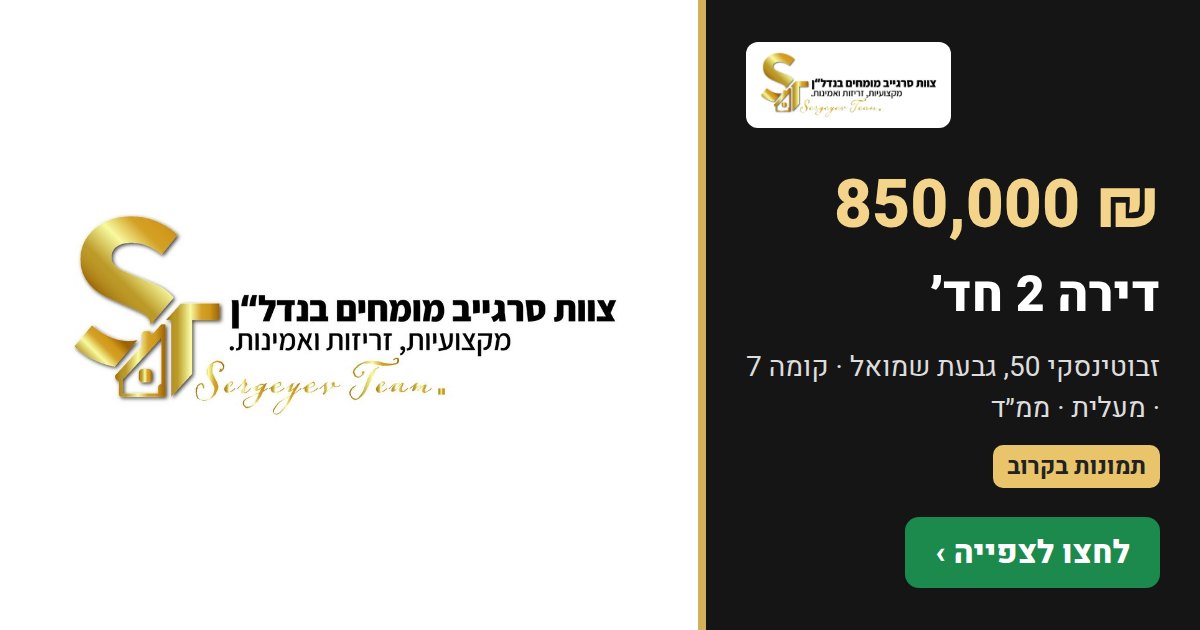 צוות סרגייב מומחים בנדל“ן
מקצועיות, זריזות ואמינות.
Sergeyev Team
צוות סרגייב מומחים בנדל“ן
מקצועיות, זריזות ואמינות.
Sergeyev Team
850,000 ₪
דירה 2 חד׳
זבוטינסקי 50, גבעת שמואל · קומה 7
· מעלית · ממ״ד
תמונות בקרוב
לחצו לצפייה ›